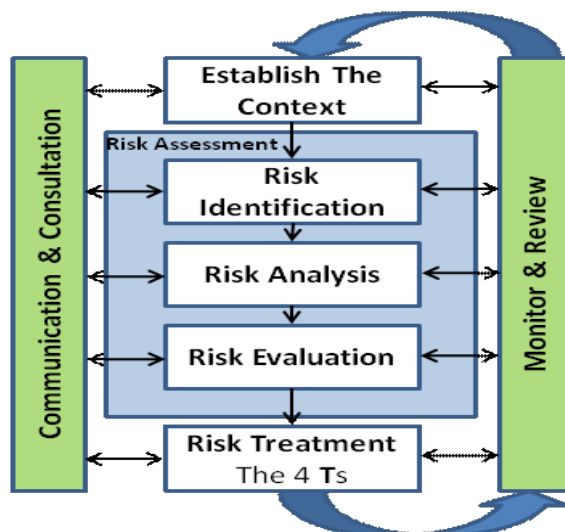 Establish The
Context
Risk Assessment
Risk
Identification
Risk Analysis
Risk Evaluation
Risk Treatment
The 4 Ts
Communication & Consultation
Monitor & Review